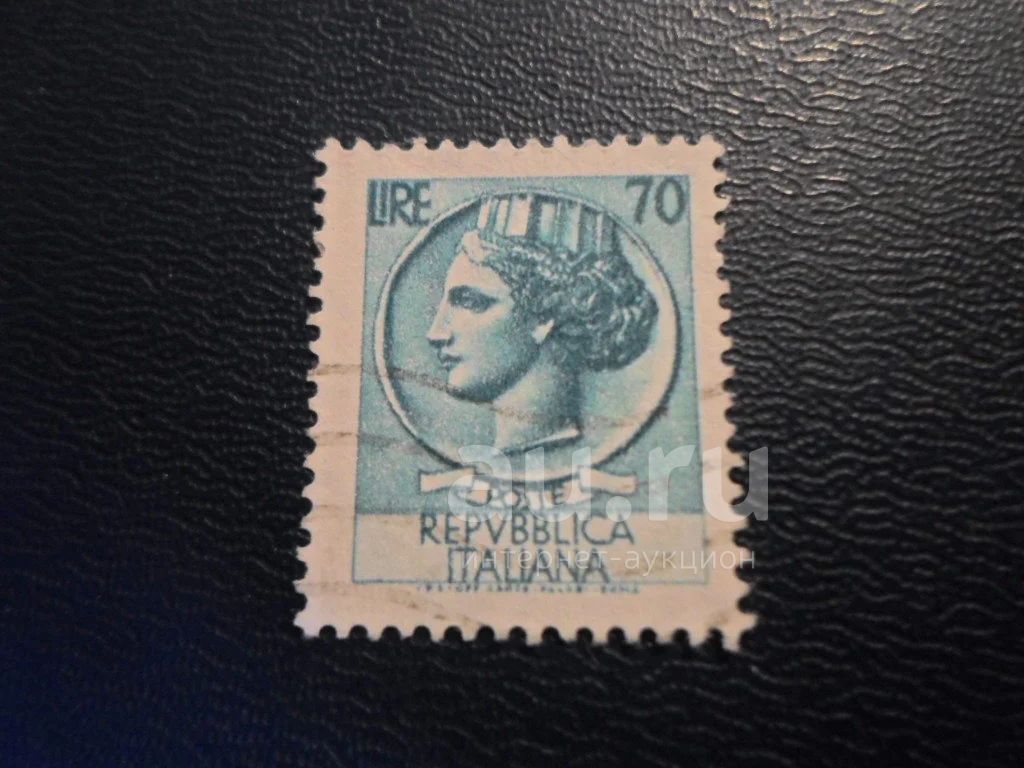 LIRE 70
POSTE
REPVBBLICA
ITALIANA
au.ru
интернет-аукцион